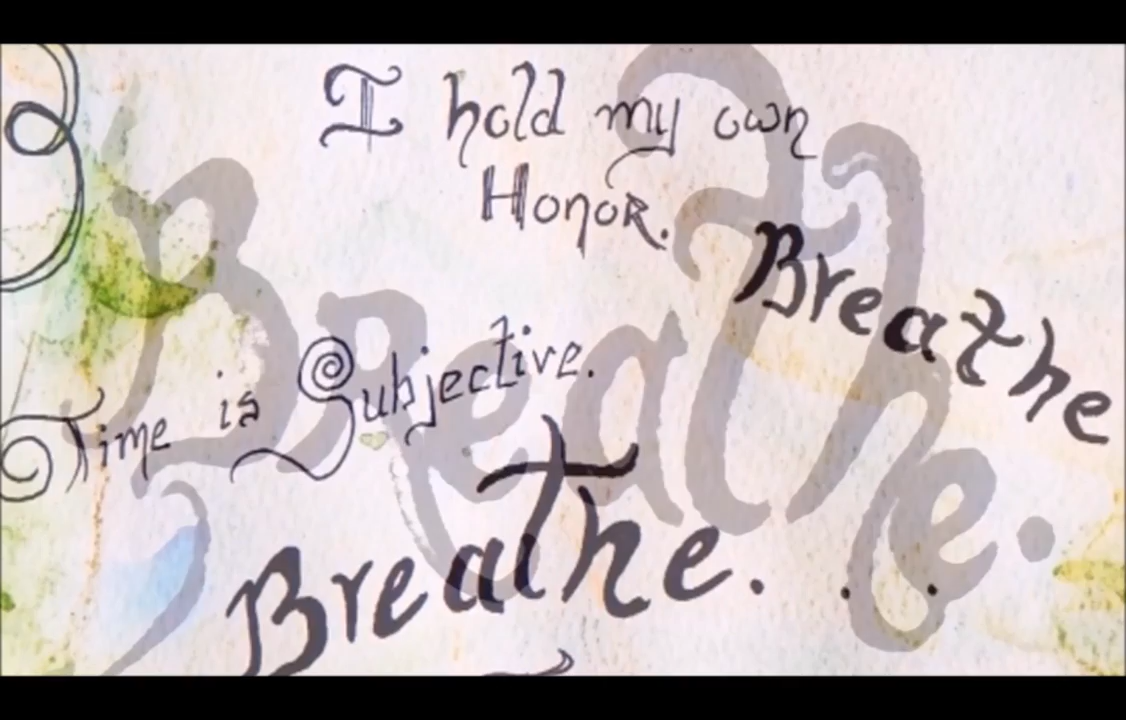 I hold my own
Honor.
Breathe
Breathe.
Time is Subjective.
Breathe. . .